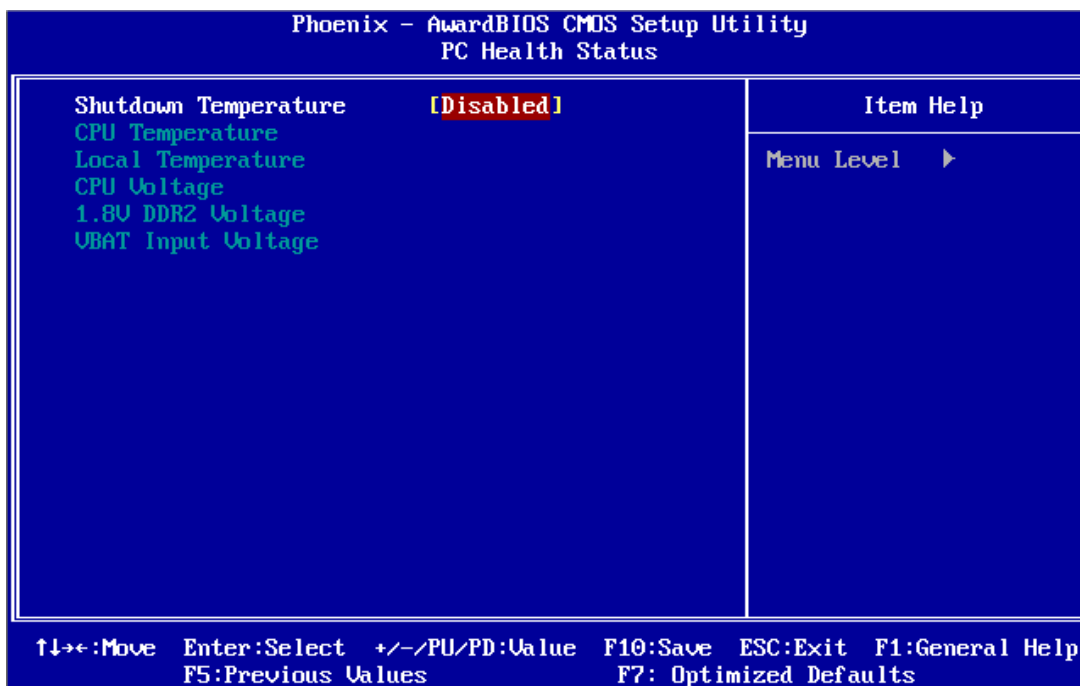 Phoenix - AwardBIOS CMOS Setup Utility
PC Health Status
Shutdown Temperature [Disabled]
CPU Temperature
Local Temperature
CPU Voltage
1.8V DDR2 Voltage
VBAT Input Voltage
Item Help
Menu Level ▶
↑↓→←:Move Enter:Select +/-/PU/PD:Value F10:Save ESC:Exit F1:General Help
F5:Previous Values F7: Optimized Defaults